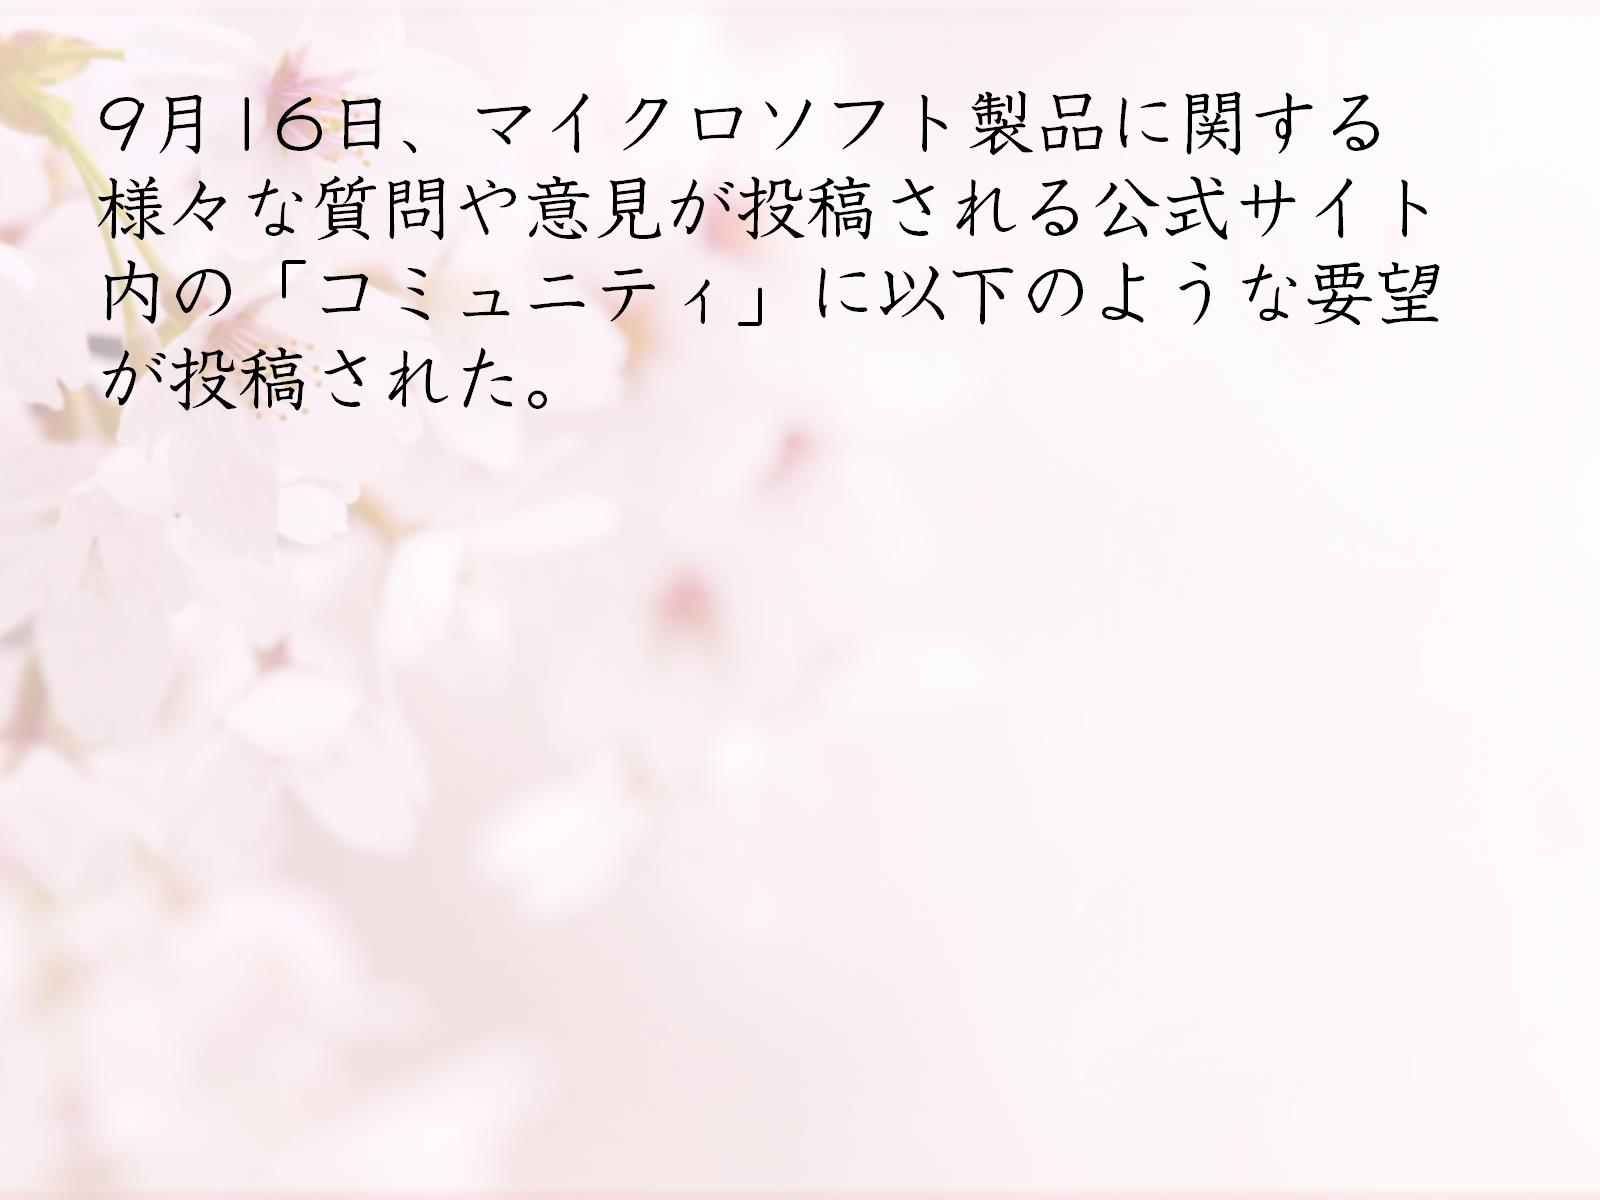 9月16日、マイクロソフト製品に関する
様々な質問や意見が投稿される公式サイト
内の「コミュニティ」に以下のような要望
が投稿された。